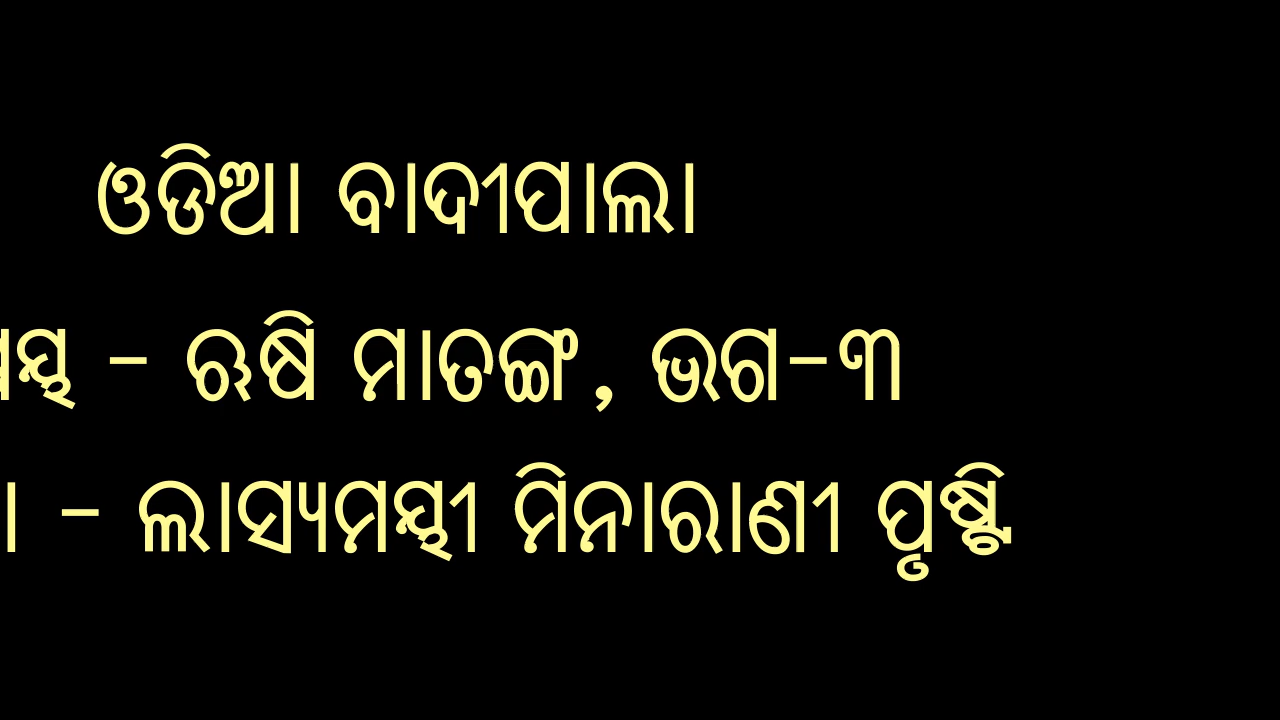 ଓଡିଆ ବାଦୀପାଲା
– ଋଷି ମାତଙ୍ଗ, ଭଗ-୩
– ଲାସ୍ୟମୟୀ ମିନାରାଣୀ ପୃଷ୍ଟି